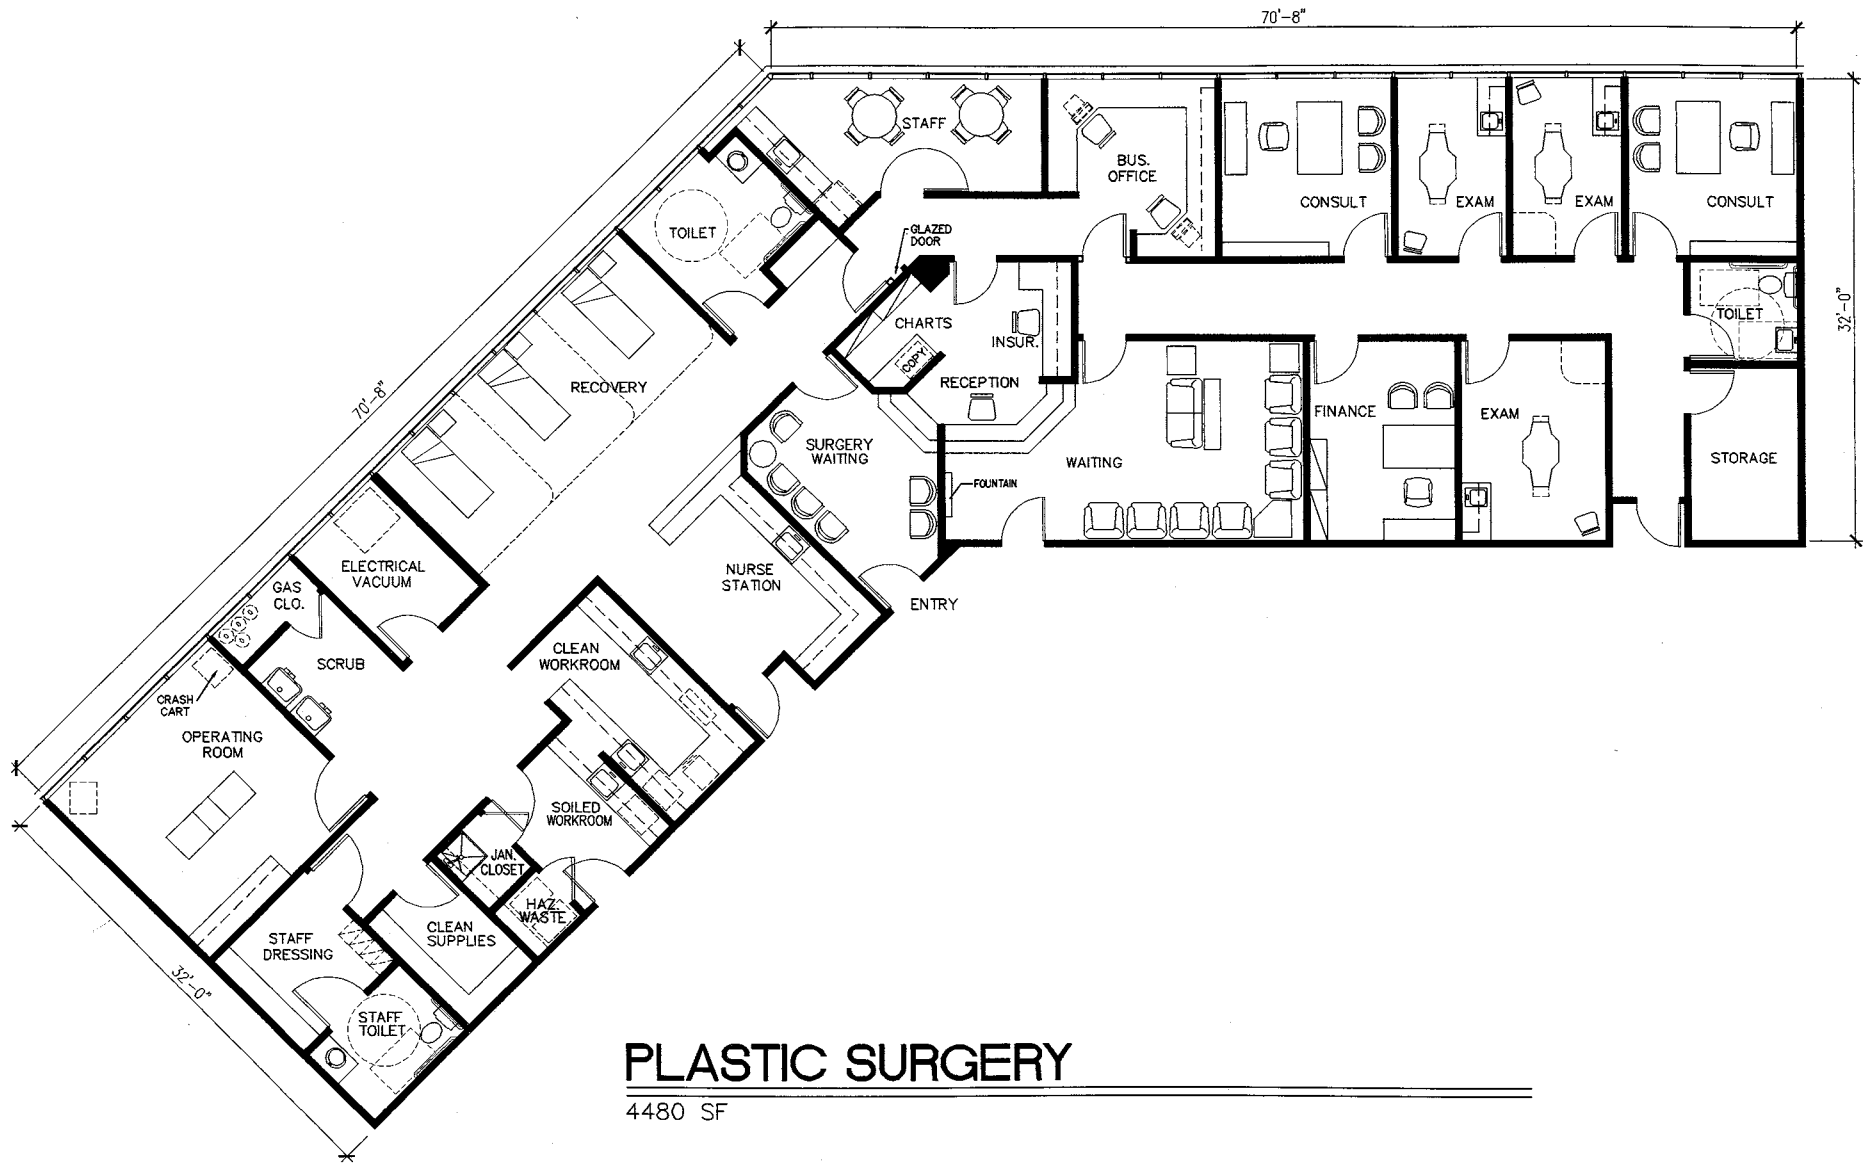 70'-8"
STAFF
BUS.
OFFICE
CONSULT
EXAM
EXAM
CONSULT
TOILET
GLAZED
DOOR
CHARTS
COPY
INSUR.
RECEPTION
TOILET
32'-0"
70'-8"
RECOVERY
SURGERY
WAITING
WAITING
FOUNTAIN
FINANCE
EXAM
STORAGE
ELECTRICAL
VACUUM
GAS
CLO.
NURSE
STATION
ENTRY
SCRUB
CLEAN
WORKROOM
CRASH
CART
OPERATING
ROOM
SOILED
WORKROOM
JAN.
CLOSET
HAZ.
WASTE
CLEAN
SUPPLIES
STAFF
DRESSING
32'-0"
STAFF
TOILET
PLASTIC SURGERY
4480 SF